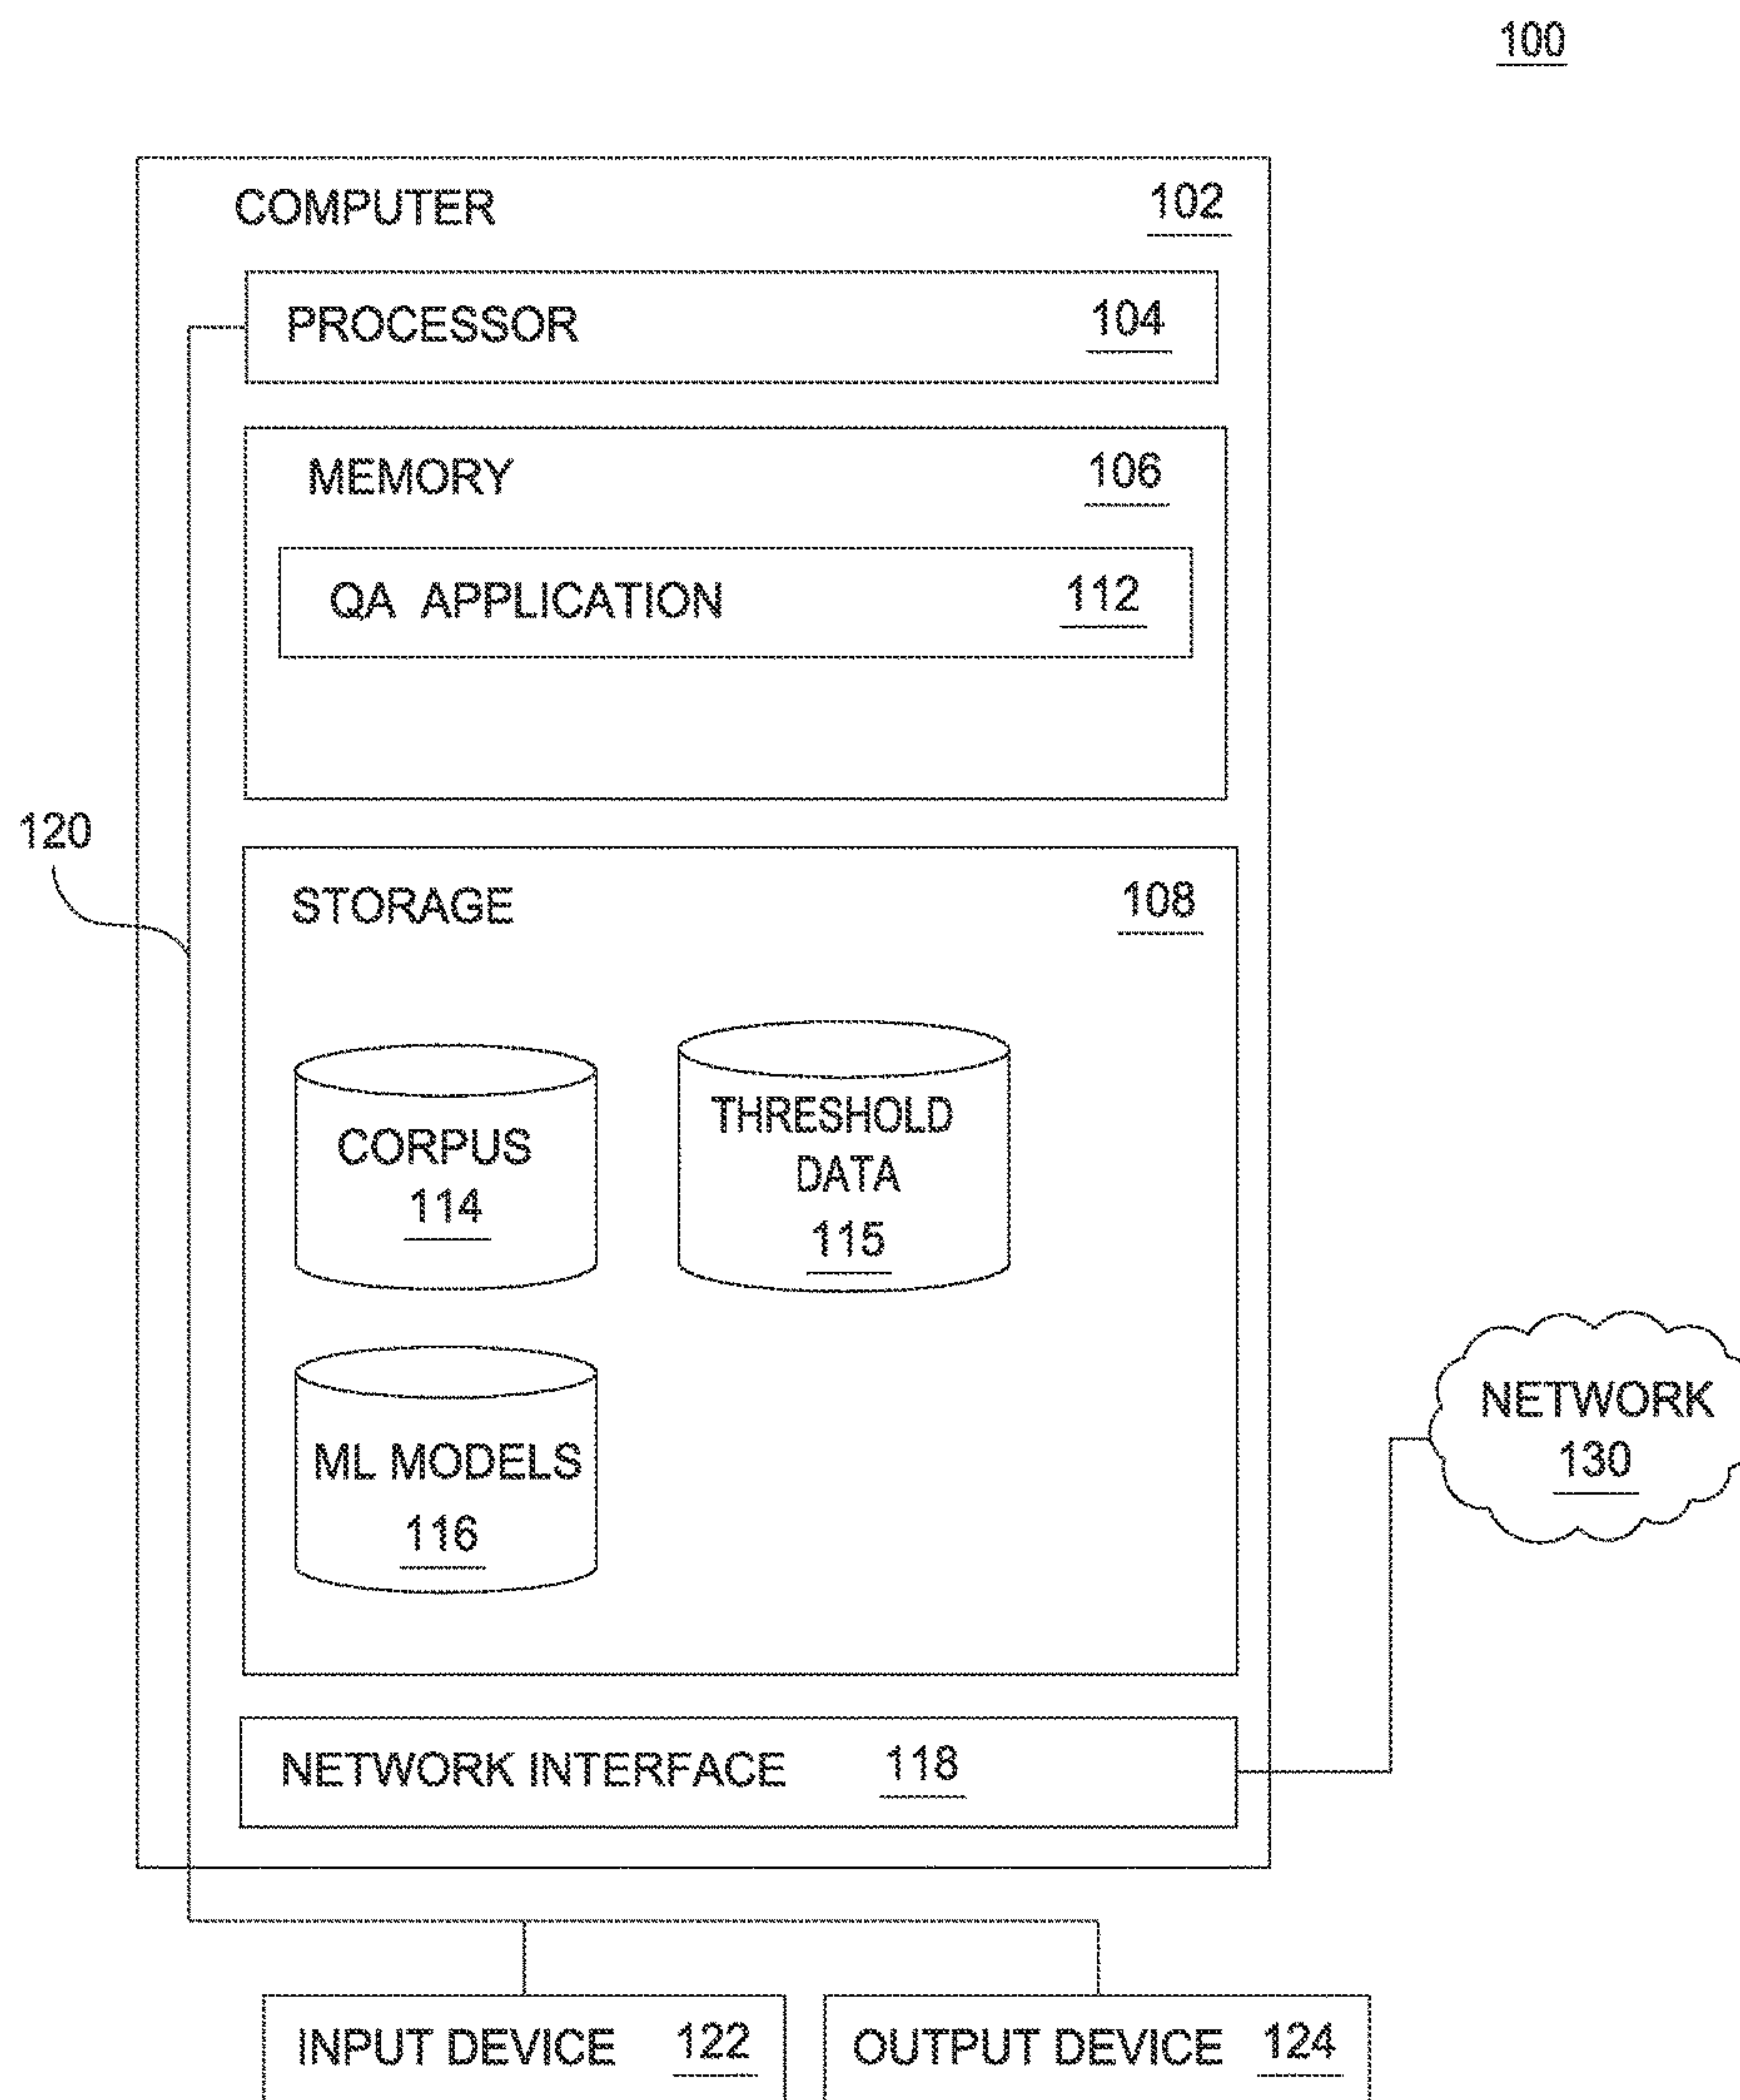 100
COMPUTER 102
PROCESSOR 104
MEMORY 106
QA APPLICATION 112
120
STORAGE 108
CORPUS
114
THRESHOLD
DATA
115
ML MODELS
116
NETWORK
130
NETWORK INTERFACE 118
INPUT DEVICE 122
OUTPUT DEVICE 124